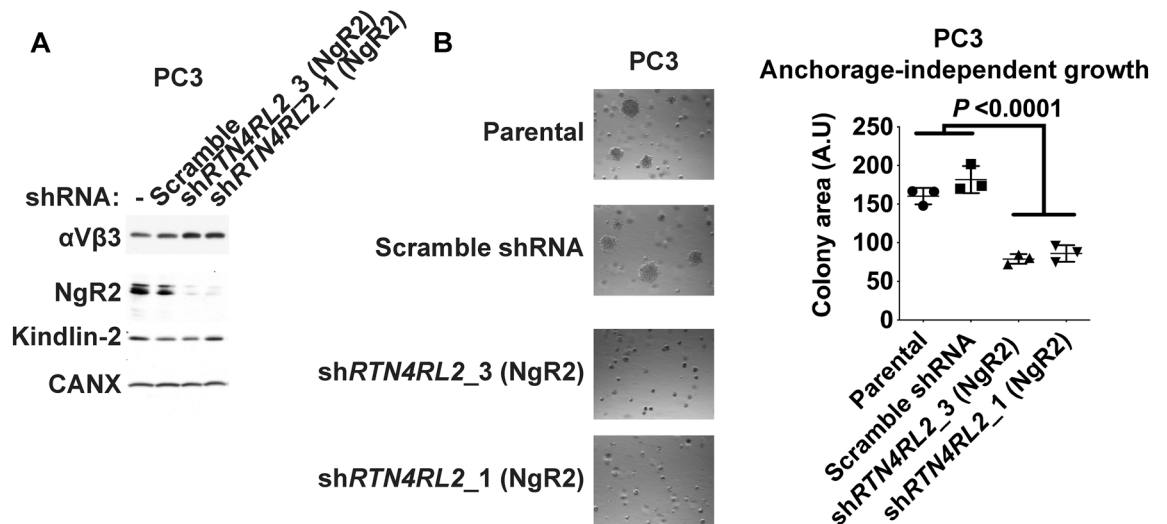 A
PC3
shRNA:
-
Scramble
shRTN4RL2_3 (NgR2)
shRTN4RL2_1 (NgR2)
αVβ3
NgR2
Kindlin-2
CANX
B
PC3
Parental
Scramble shRNA
shRTN4RL2_3 (NgR2)
shRTN4RL2_1 (NgR2)
PC3
Anchorage-independent growth
P <0.0001
Colony area (A.U)
250
200
150
100
50
0
Parental
Scramble shRNA
shRTN4RL2_3 (NgR2)
shRTN4RL2_1 (NgR2)